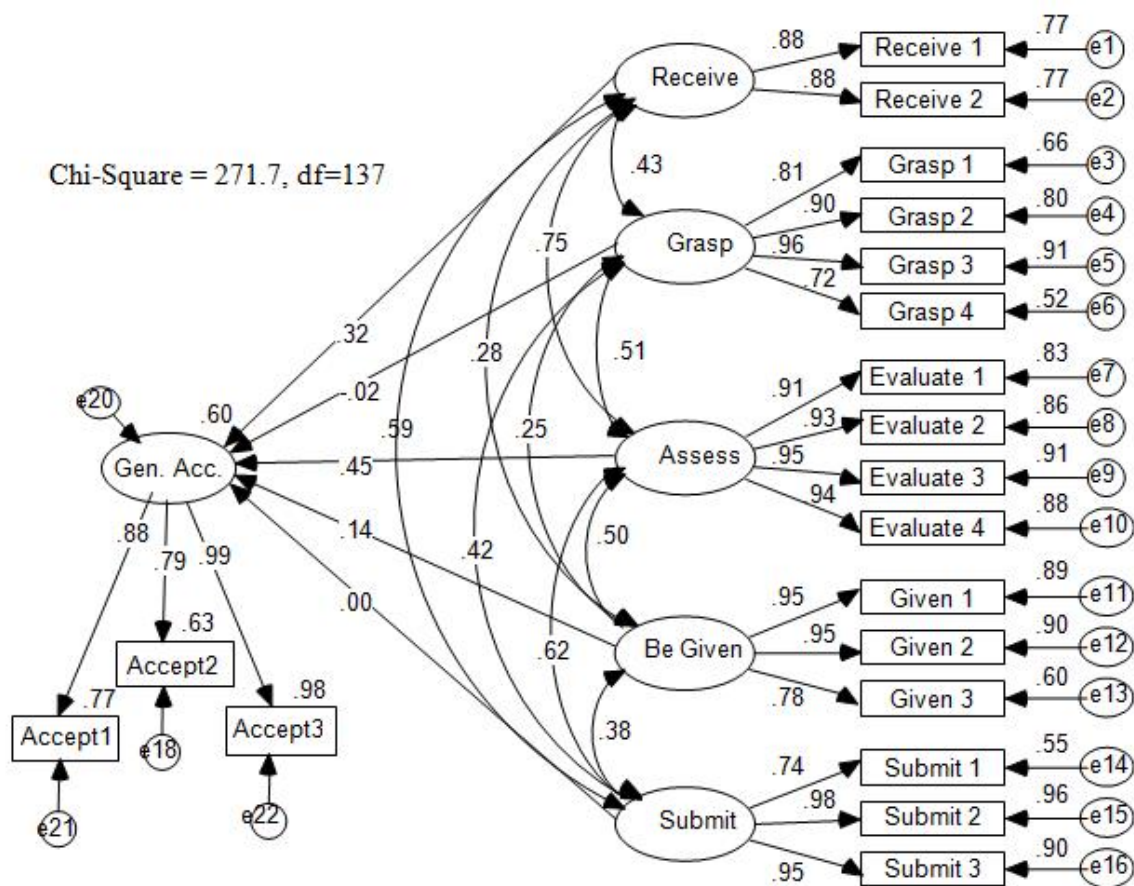 Chi-Square = 271.7, df=137
Receive
.88
Receive 1
.77
e1
.88
Receive 2
.77
e2
.43
Grasp
.81
Grasp 1
.66
e3
.90
Grasp 2
.80
e4
.96
Grasp 3
.91
e5
.72
Grasp 4
.52
e6
.75
.32
-.02
.28
.51
.59
.25
.45
.14
.42
.50
.00
.62
.38
Assess
.91
Evaluate 1
.83
e7
.93
Evaluate 2
.86
e8
.95
Evaluate 3
.91
e9
.94
Evaluate 4
.88
e10
e20
.60
Gen. Acc.
.88
.79
.99
.77
Accept1
e21
.63
Accept2
e18
.98
Accept3
e22
Be Given
.95
Given 1
.89
e11
.95
Given 2
.90
e12
.78
Given 3
.60
e13
Submit
.74
Submit 1
.55
e14
.98
Submit 2
.96
e15
.95
Submit 3
.90
e16